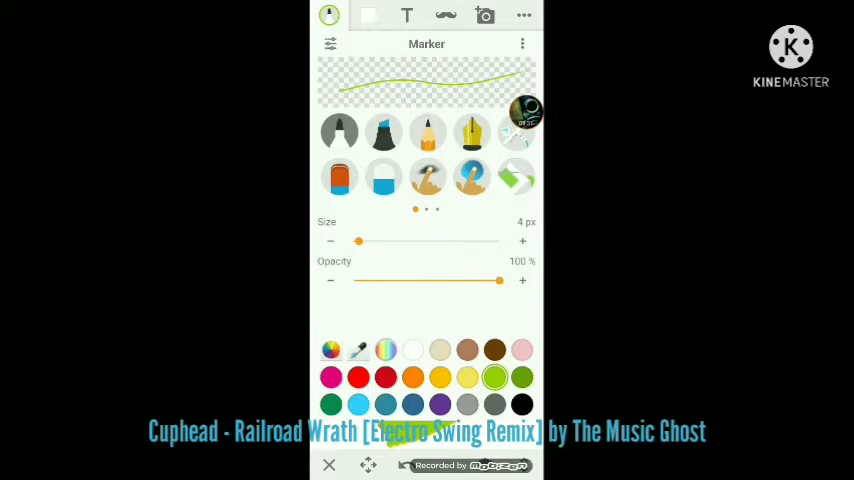 T
Marker
K
KINEMASTER
Size
4 px
Opacity
100 %
Cuphead - Railroad Wrath [Electro Swing Remix] by The Music Ghost
Recorded by MOBIZEN